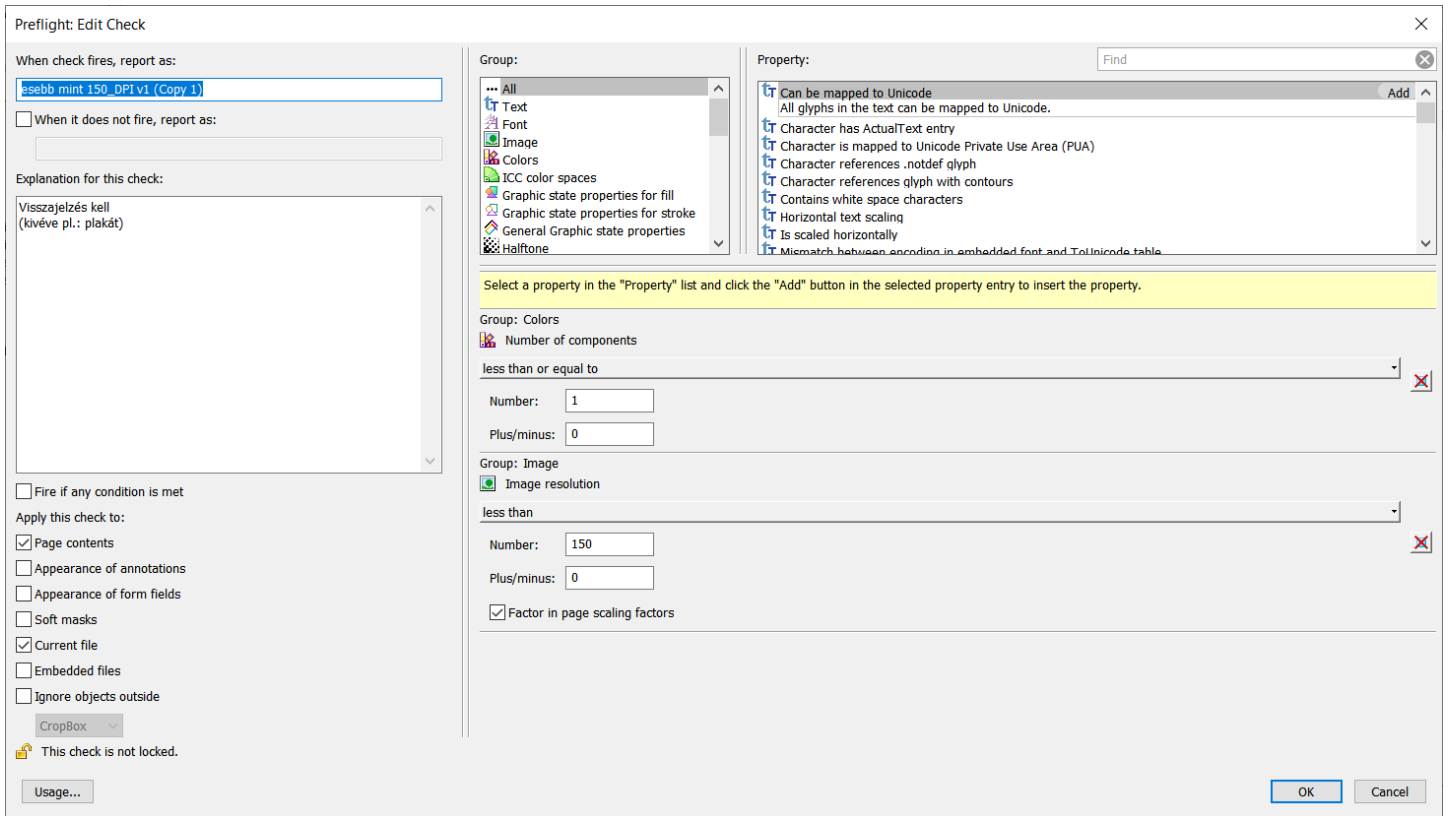 Preflight: Edit Check
When check fires, report as:
esebb mint 150_DPI v1 (Copy 1)
When it does not fire, report as:
Explanation for this check:
Visszajelzés kell
(kivéve pl.: plakát)
Fire if any condition is met
Apply this check to:
Page contents
Appearance of annotations
Appearance of form fields
Soft masks
Current file
Embedded files
Ignore objects outside
CropBox
This check is not locked.
Usage...
Group:
All
Text
Font
Image
Colors
ICC color spaces
Graphic state properties for fill
Graphic state properties for stroke
General Graphic state properties
Halftone
Property:
Find
Can be mapped to Unicode
Add
All glyphs in the text can be mapped to Unicode.
Character has ActualText entry
Character is mapped to Unicode Private Use Area (PUA)
Character references .notdef glyph
Character references glyph with contours
Contains white space characters
Horizontal text scaling
Is scaled horizontally
Mismatch between encoding in embedded font and ToUnicode table
Select a property in the "Property" list and click the "Add" button in the selected property entry to insert the property.
Group: Colors
Number of components
less than or equal to
Number: 1
Plus/minus: 0
Group: Image
Image resolution
less than
Number: 150
Plus/minus: 0
Factor in page scaling factors
OK
Cancel